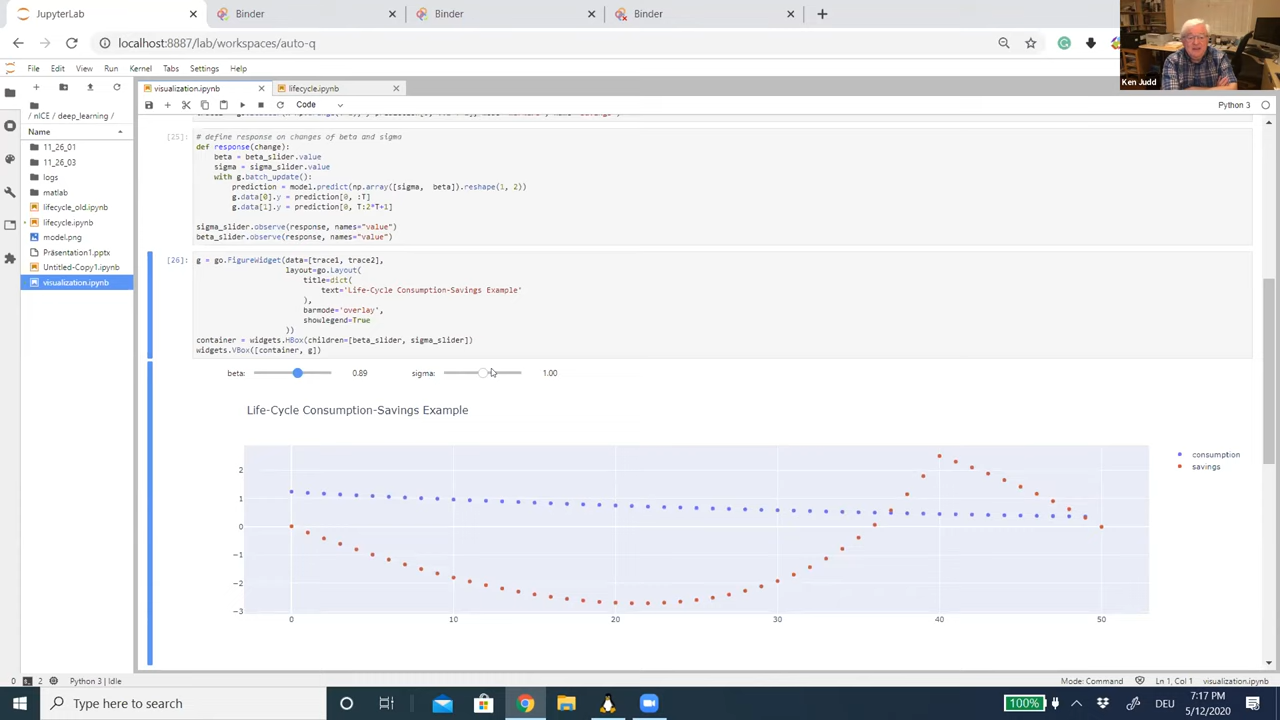 JupyterLab
Binder
Binder
Binder
localhost:8887/lab/workspaces/auto-q
Ken Judd
File Edit View Run Kernel Tabs Settings Help
visualization.ipynb
lifecycle.ipynb
Code
Python 3
/ nICE / deep_learning /
Name
11_26_01
11_26_03
logs
matlab
lifecycle_old.ipynb
lifecycle.ipynb
model.png
Präsentation1.pptx
Untitled-Copy1.ipynb
visualization.ipynb
[25]:
# define response on changes of beta and sigma
def response(change):
beta = beta_slider.value
sigma = sigma_slider.value
with g.batch_update():
prediction = model.predict(np.array([sigma, beta]).reshape(1, 2))
g.data[0].y = prediction[0, :T]
g.data[1].y = prediction[0, T:2*T+1]
sigma_slider.observe(response, names="value")
beta_slider.observe(response, names="value")
[26]:
g = go.FigureWidget(data=[trace1, trace2],
layout=go.Layout(
title=dict(
text='Life-Cycle Consumption-Savings Example'
),
barmode='overlay',
showlegend=True
))
container = widgets.HBox(children=[beta_slider, sigma_slider])
widgets.VBox([container, g])
beta: 0.89 sigma: 1.00
Life-Cycle Consumption-Savings Example
consumption
savings
2
1
0
−1
−2
−3
0 10 20 30 40 50
0 2 Python 3 | Idle
Mode: Command Ln 1, Col 1 visualization.ipynb
Type here to search
100%
DEU
7:17 PM
5/12/2020